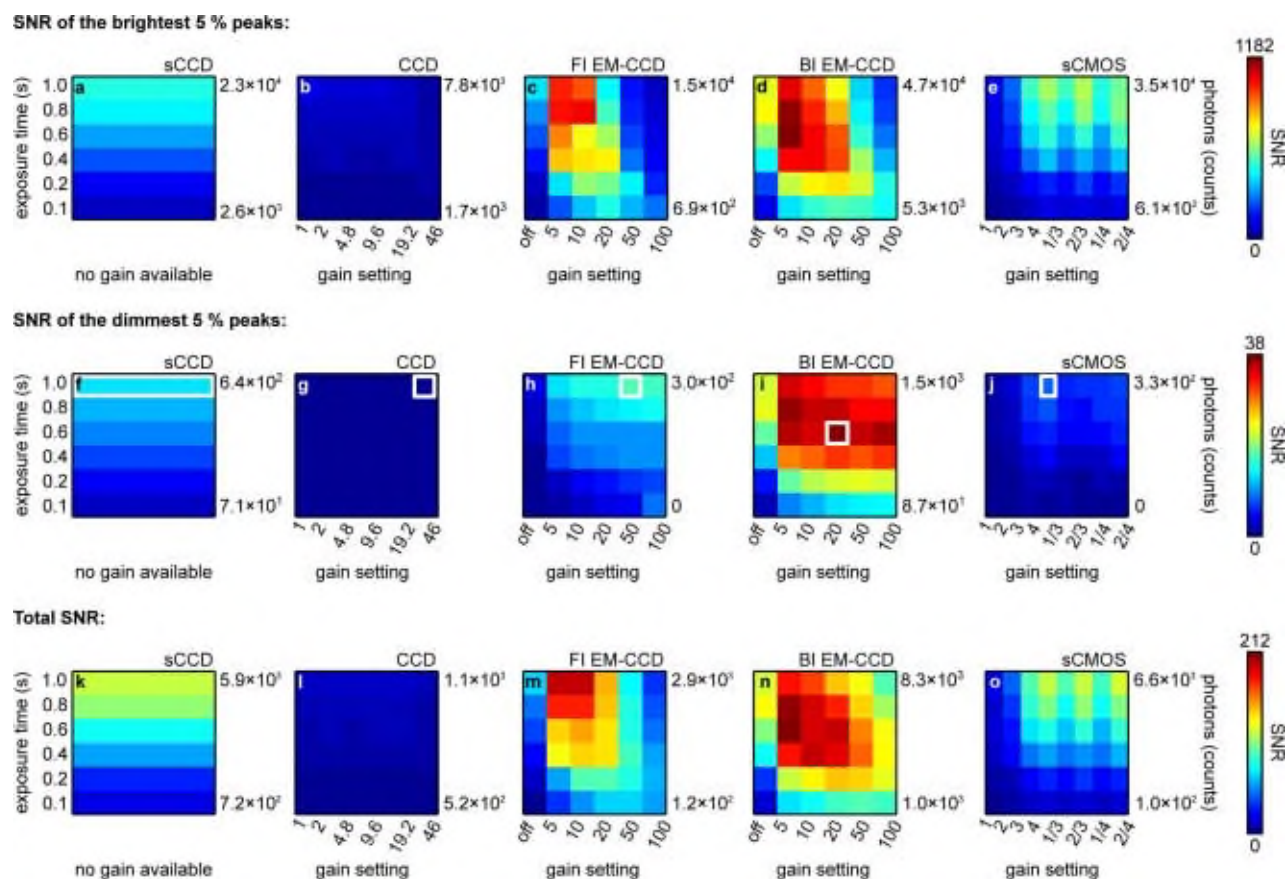 SNR of the brightest 5 % peaks:
sCCD CCD FI EM-CCD BI EM-CCD sCMOS 1182
exposure time (s)
1.0 a 2.3×10⁴ b 7.8×10³ c 1.5×10⁴ d 4.7×10⁴ e 3.5×10⁴
0.8
0.6
0.4
0.2
0.1 2.6×10³ 1.7×10³ 6.9×10² 5.3×10³ 6.1×10²
photons (counts)
SNR
0
1 2 4.8 9.6 19.2 46 off 5 10 20 50 100 off 5 10 20 50 100 1 2 3 4 1/3 2/3 1/4 2/4
no gain available gain setting gain setting gain setting gain setting
SNR of the dimmest 5 % peaks:
sCCD CCD FI EM-CCD BI EM-CCD sCMOS 38
exposure time (s)
1.0 f 6.4×10² g h 3.0×10² i 1.5×10³ j 3.3×10²
0.8
0.6
0.4
0.2
0.1 7.1×10¹ 0 8.7×10¹ 0
photons (counts)
SNR
0
1 2 4.8 9.6 19.2 46 off 5 10 20 50 100 off 5 10 20 50 100 1 2 3 4 1/3 2/3 1/4 2/4
no gain available gain setting gain setting gain setting gain setting
Total SNR:
sCCD CCD FI EM-CCD BI EM-CCD sCMOS 212
exposure time (s)
1.0 k 5.9×10³ l 1.1×10³ m 2.9×10³ n 8.3×10³ o
0.8
0.6
0.4
0.2
0.1 7.2×10² 5.2×10² 1.2×10² 1.0×10³ 1.0×10²
photons (counts)
SNR
0
1 2 4.8 9.6 19.2 46 off 5 10 20 50 100 off 5 10 20 50 100 1 2 3 4 1/3 2/3 1/4 2/4
no gain available gain setting gain setting gain setting gain setting